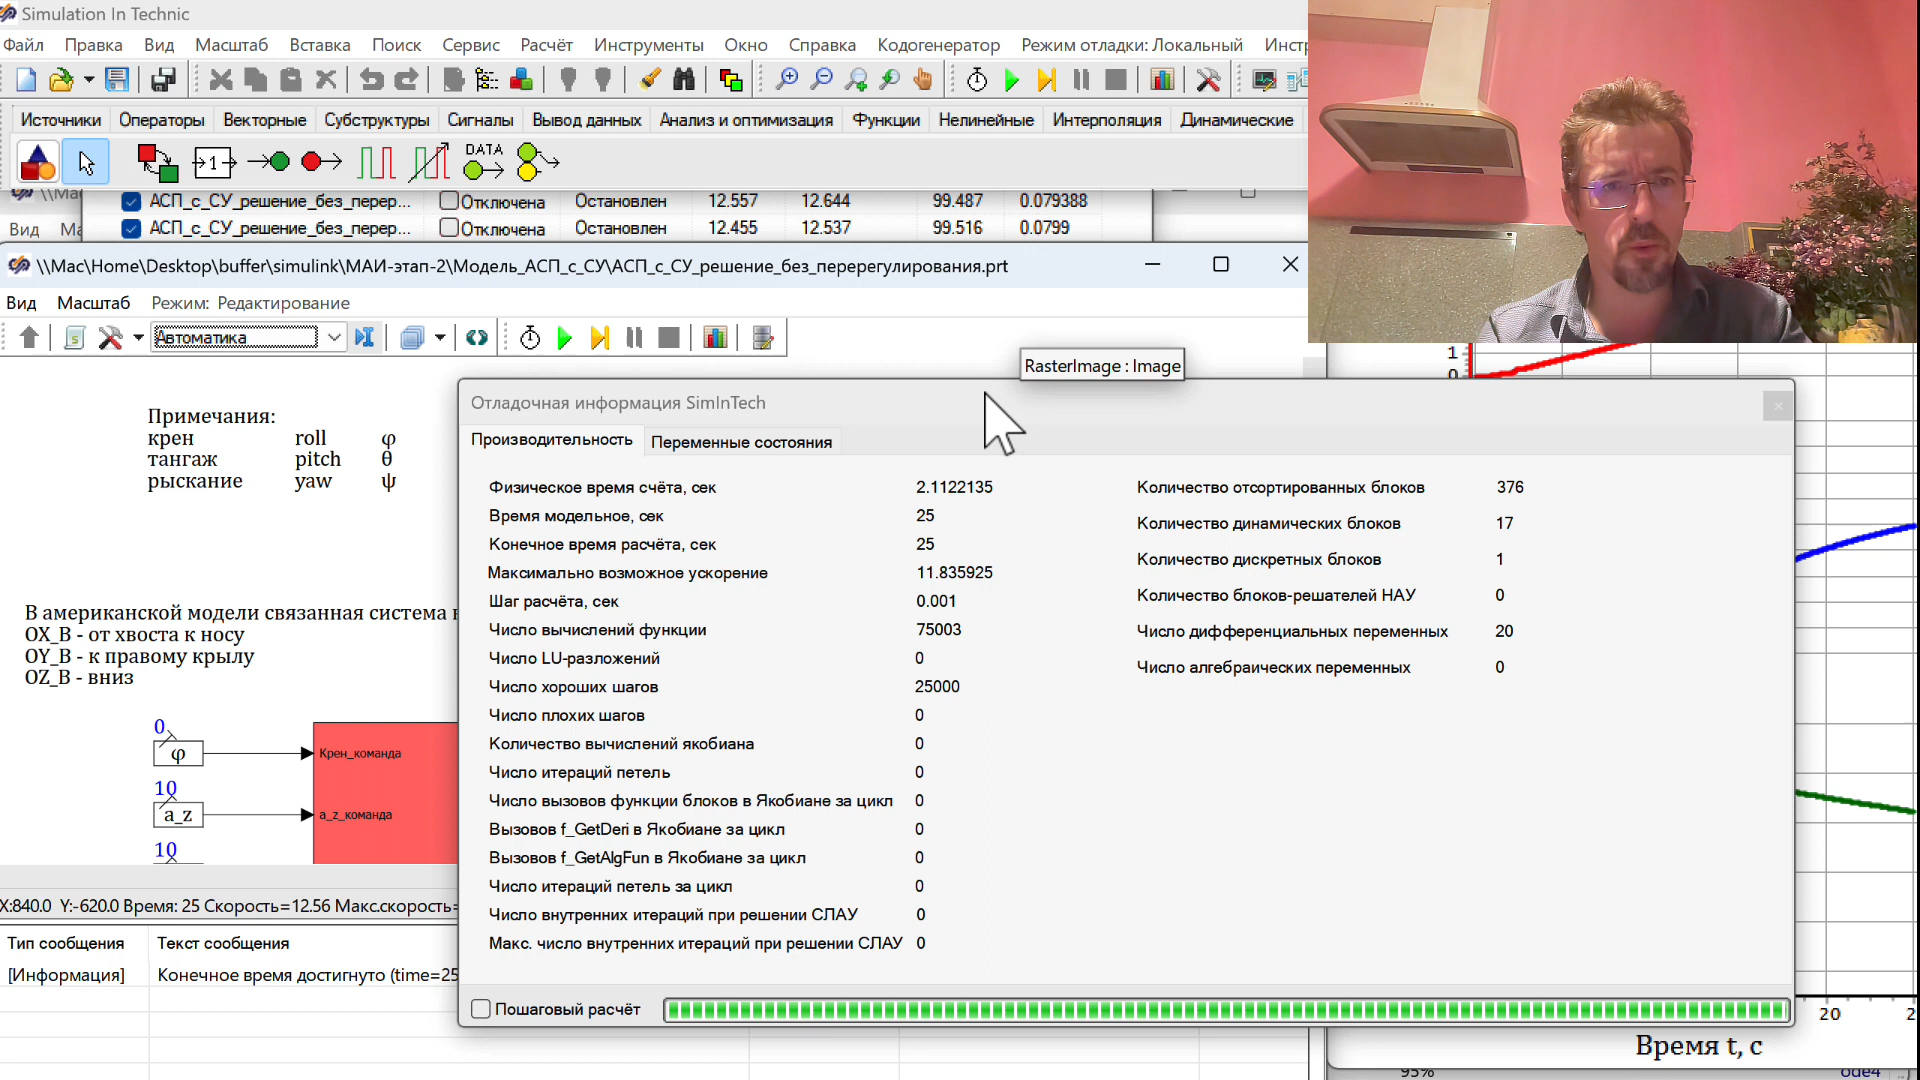 Simulation In Technic
Файл Правка Вид Масштаб Вставка Поиск Сервис Расчёт Инструменты Окно Справка Кодогенератор Режим отладки: Локальный
Источники Операторы Векторные Субструктуры Сигналы Вывод данных Анализ и оптимизация Функции Нелинейные Интерполяция Динамические
DATA
1
АСП_с_СУ_решение_без_перер... Отключена Остановлен 12.557 12.644 99.487 0.079388
Вид
АСП_с_СУ_решение_без_перер... Отключена Остановлен 12.455 12.537 99.516 0.0799
\\Mac\Home\Desktop\buffer\simulink\МАИ-этап-2\Модель_АСП_с_СУ\АСП_с_СУ_решение_без_перерегулирования.prt
Вид Масштаб Режим: Редактирование
Автоматика
RasterImage : Image
1
0
Примечания:
крен roll φ
тангаж pitch θ
рыскание yaw ψ
В американской модели связанная система
OX_B - от хвоста к носу
OY_B - к правому крылу
OZ_B - вниз
0
φ Крен_команда
10
a_z a_z_команда
10
X:840.0 Y:-620.0 Время: 25 Скорость=12.56 Макс.скорость=
Тип сообщения Текст сообщения
[Информация] Конечное время достигнуто (time=25
Отладочная информация SimInTech
Производительность Переменные состояния
Физическое время счёта, сек 2.1122135
Время модельное, сек 25
Конечное время расчёта, сек 25
Максимально возможное ускорение 11.835925
Шаг расчёта, сек 0.001
Число вычислений функции 75003
Число LU-разложений 0
Число хороших шагов 25000
Число плохих шагов 0
Количество вычислений якобиана 0
Число итераций петель 0
Число вызовов функции блоков в Якобиане за цикл 0
Вызовов f_GetDeri в Якобиане за цикл 0
Вызовов f_GetAlgFun в Якобиане за цикл 0
Число итераций петель за цикл 0
Число внутренних итераций при решении СЛАУ 0
Макс. число внутренних итераций при решении СЛАУ 0
Количество отсортированных блоков 376
Количество динамических блоков 17
Количество дискретных блоков 1
Количество блоков-решателей НАУ 0
Число дифференциальных переменных 20
Число алгебраических переменных 0
Пошаговый расчёт
20
Время t, с
95%
ode4